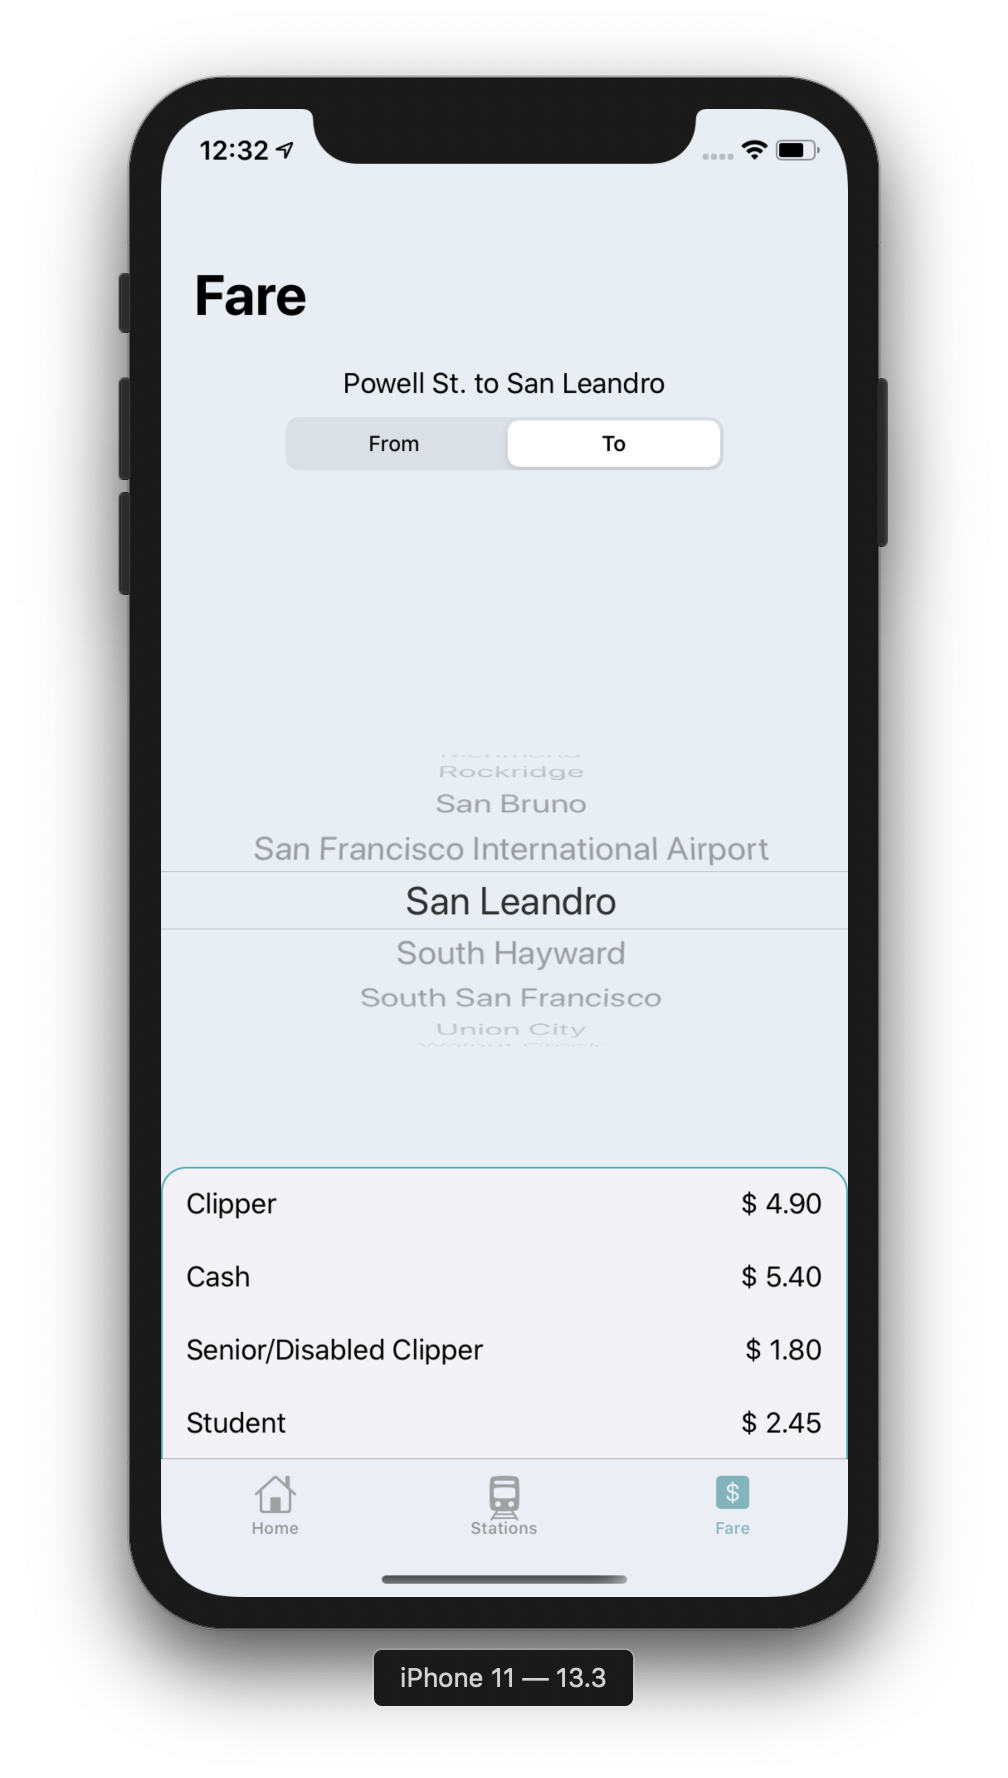 12:32
Fare
Powell St. to San Leandro
From To
Rockridge
San Bruno
San Francisco International Airport
San Leandro
South Hayward
South San Francisco
Union City
Walnut Creek
Clipper $ 4.90
Cash $ 5.40
Senior/Disabled Clipper $ 1.80
Student $ 2.45
$
Home Stations Fare
iPhone 11 — 13.3